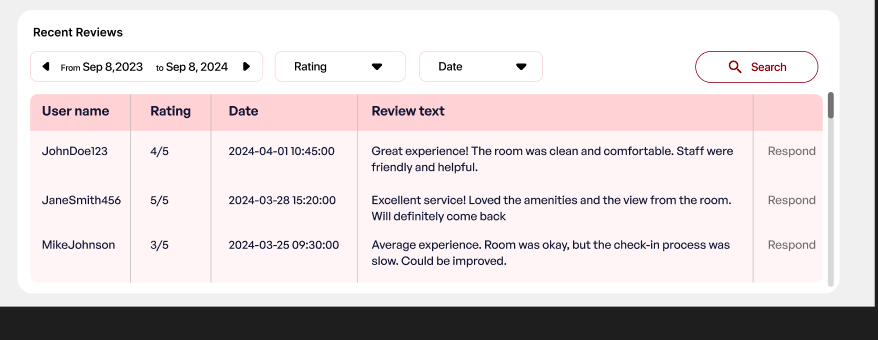 Recent Reviews
From Sep 8,2023 to Sep 8, 2024 Rating Date Search
User name Rating Date Review text
JohnDoe123 4/5 2024-04-01 10:45:00 Great experience! The room was clean and comfortable. Staff were Respond
friendly and helpful.
JaneSmith456 5/5 2024-03-28 15:20:00 Excellent service! Loved the amenities and the view from the room. Respond
Will definitely come back
MikeJohnson 3/5 2024-03-25 09:30:00 Average experience. Room was okay, but the check-in process was Respond
slow. Could be improved.